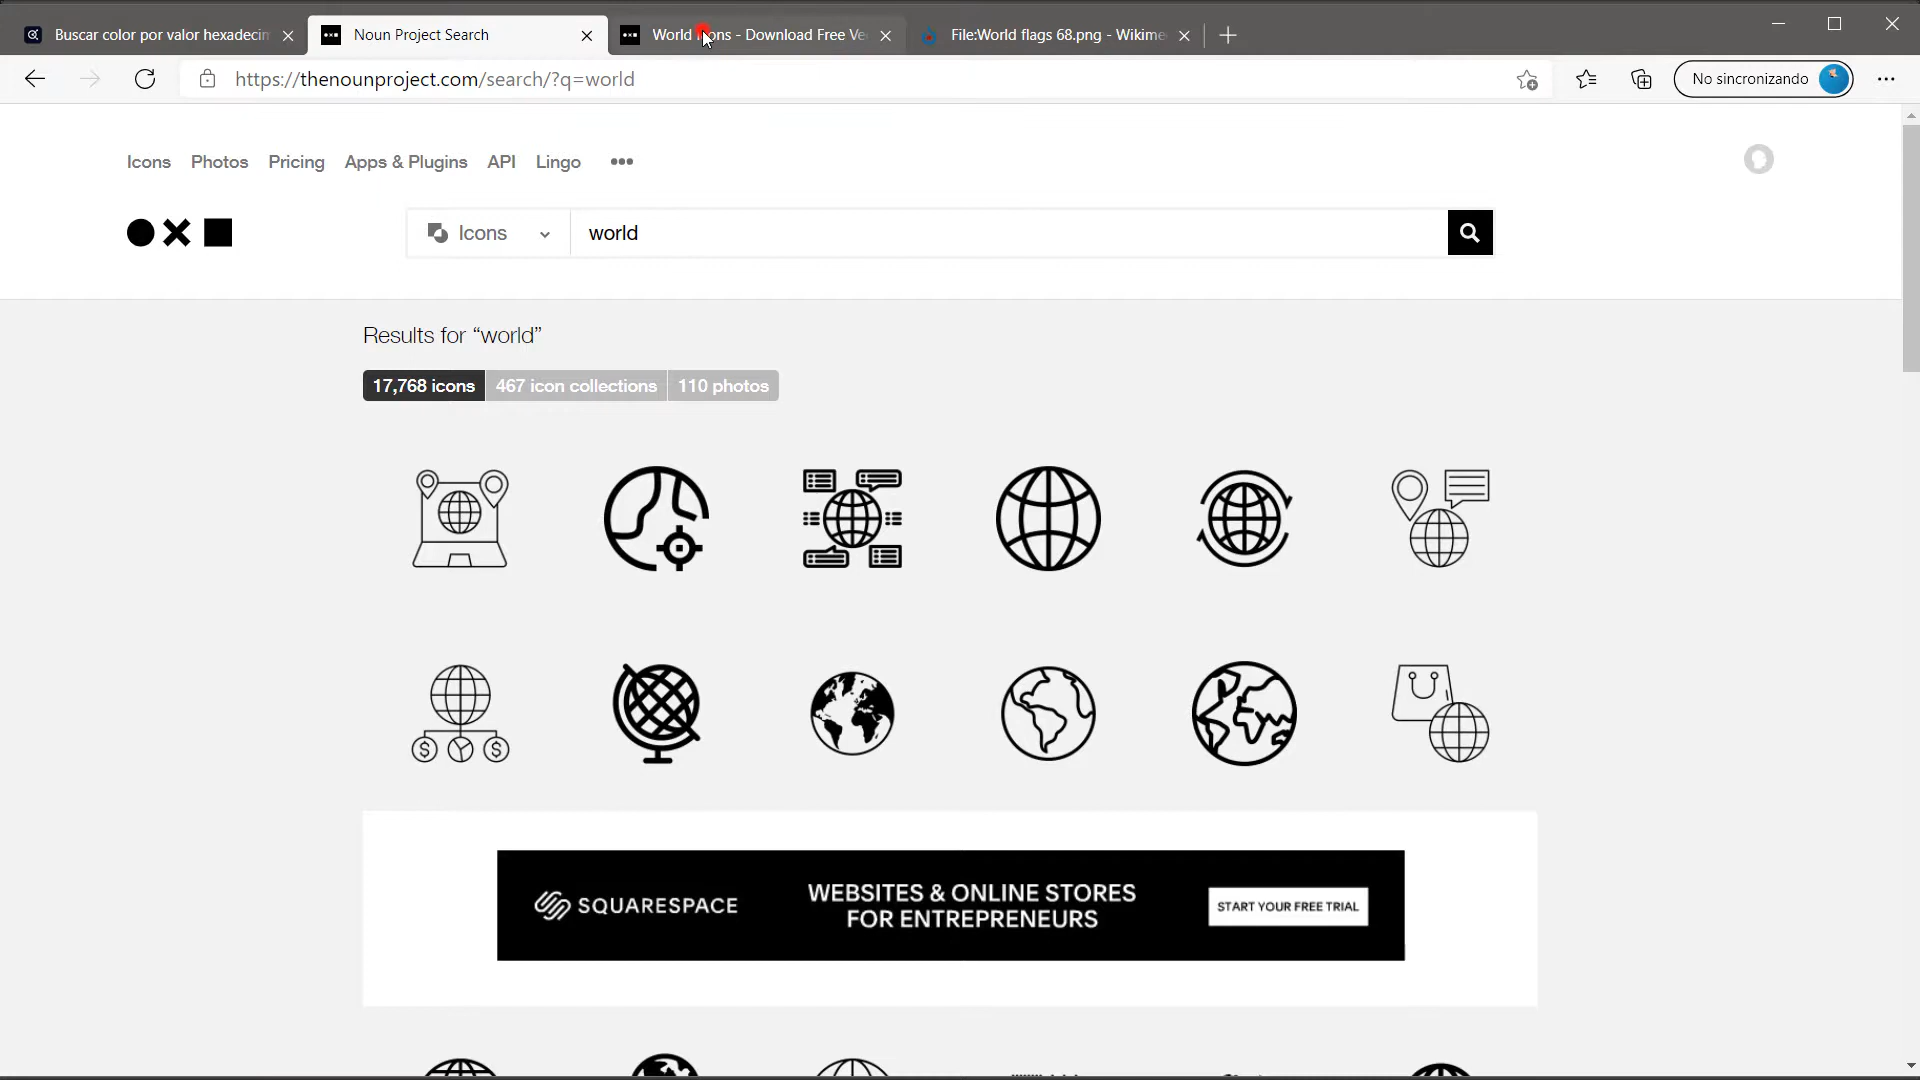 Buscar color por valor hexadecim
Noun Project Search
World Icons - Download Free Ve
File:World flags 68.png - Wikime
https://thenounproject.com/search/?q=world
No sincronizando
Icons Photos Pricing Apps & Plugins API Lingo •••
Icons
world
Results for “world”
17,768 icons
467 icon collections
110 photos
SQUARESPACE
WEBSITES & ONLINE STORES
FOR ENTREPRENEURS
START YOUR FREE TRIAL